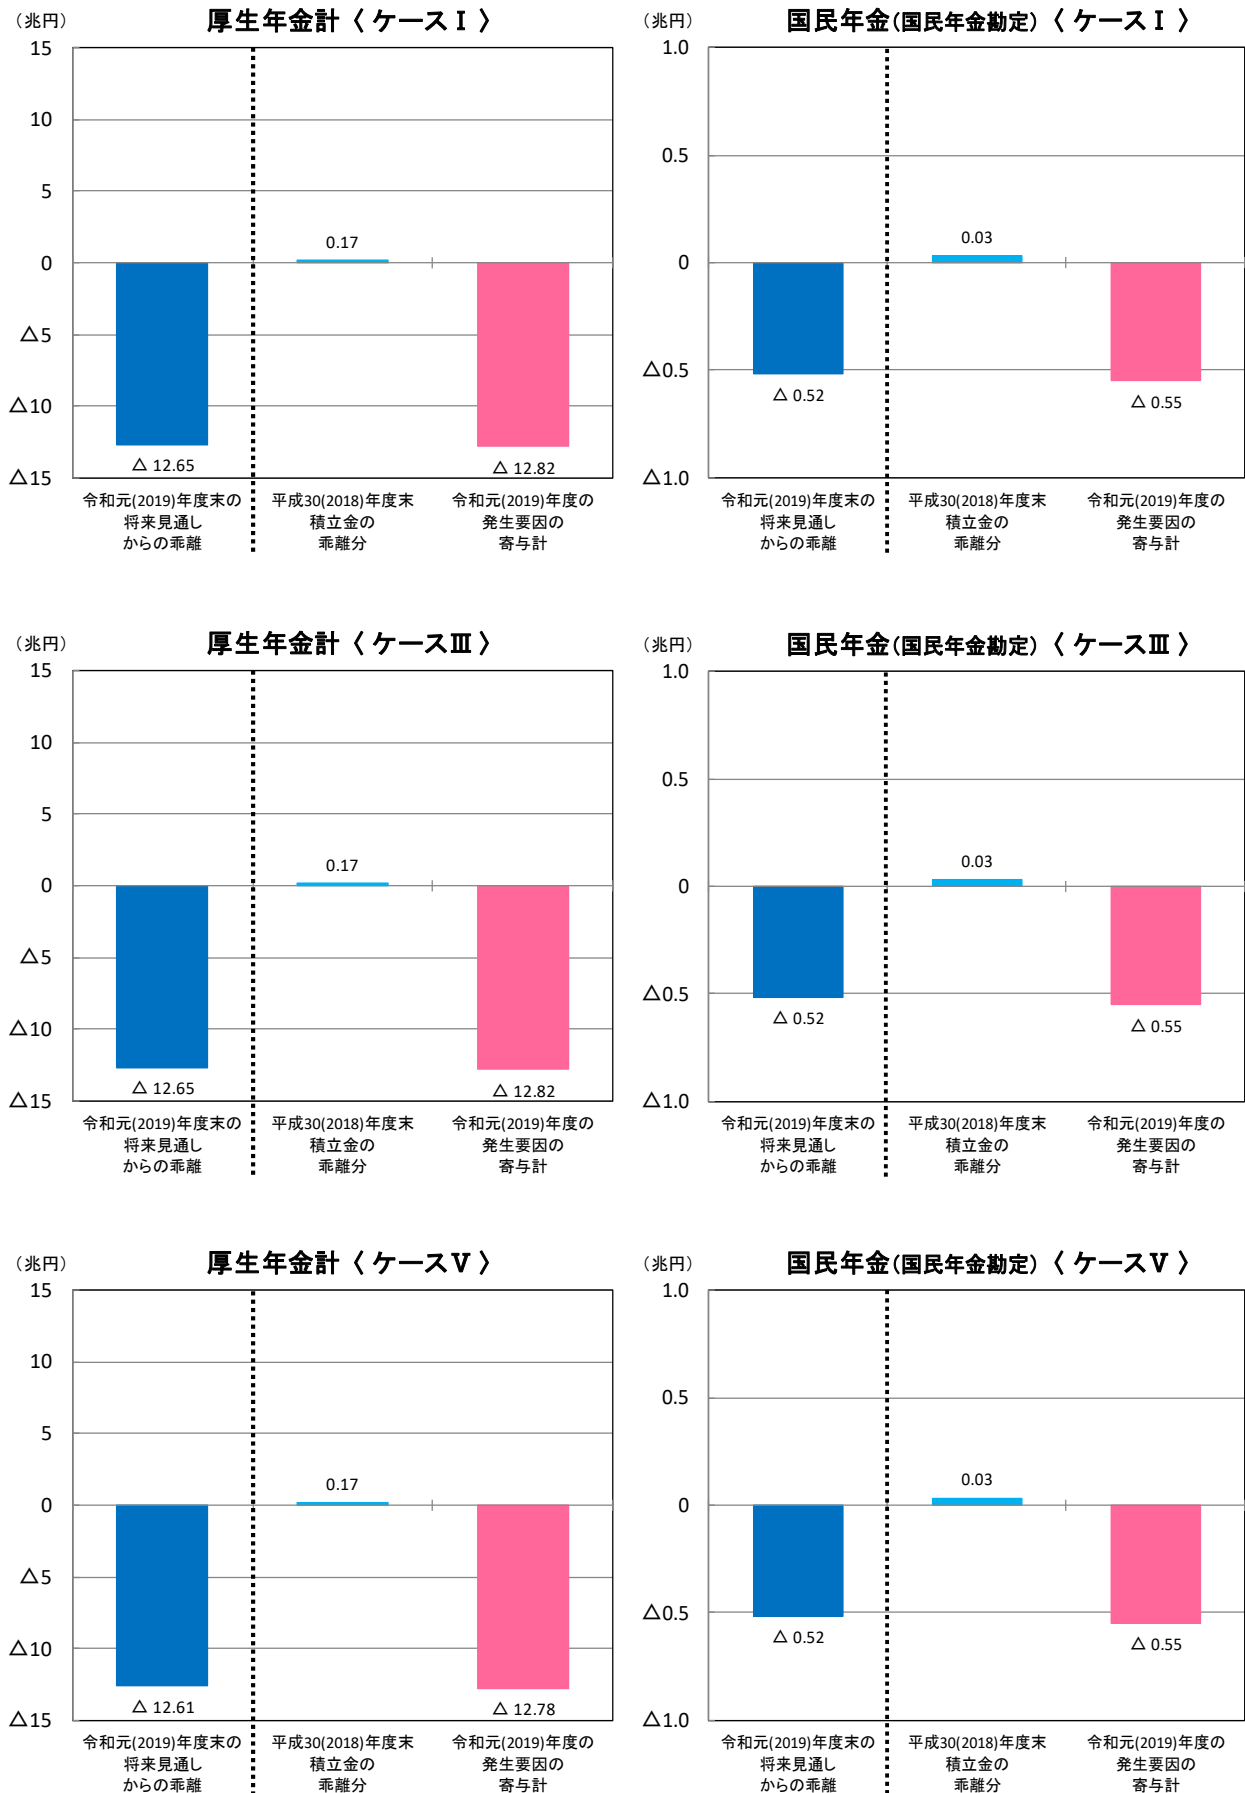 厚生年金計〈 ケースⅠ 〉
（兆円）
15
10
5
0
△5
△10
△15
0.17
△ 12.65
△ 12.82
令和元(2019)年度末の
将来見通し
からの乖離
平成30(2018)年度末
積立金の
乖離分
令和元(2019)年度の
発生要因の
寄与計
国民年金(国民年金勘定)〈 ケースⅠ 〉
（兆円）
1.0
0.5
0
△0.5
△1.0
0.03
△ 0.52
△ 0.55
令和元(2019)年度末の
将来見通し
からの乖離
平成30(2018)年度末
積立金の
乖離分
令和元(2019)年度の
発生要因の
寄与計
厚生年金計〈 ケースⅢ 〉
（兆円）
15
10
5
0
△5
△10
△15
0.17
△ 12.65
△ 12.82
令和元(2019)年度末の
将来見通し
からの乖離
平成30(2018)年度末
積立金の
乖離分
令和元(2019)年度の
発生要因の
寄与計
国民年金(国民年金勘定)〈 ケースⅢ 〉
（兆円）
1.0
0.5
0
△0.5
△1.0
0.03
△ 0.52
△ 0.55
令和元(2019)年度末の
将来見通し
からの乖離
平成30(2018)年度末
積立金の
乖離分
令和元(2019)年度の
発生要因の
寄与計
厚生年金計〈 ケースⅤ 〉
（兆円）
15
10
5
0
△5
△10
△15
0.17
△ 12.61
△ 12.78
令和元(2019)年度末の
将来見通し
からの乖離
平成30(2018)年度末
積立金の
乖離分
令和元(2019)年度の
発生要因の
寄与計
国民年金(国民年金勘定)〈 ケースⅤ 〉
（兆円）
1.0
0.5
0
△0.5
△1.0
0.03
△ 0.52
△ 0.55
令和元(2019)年度末の
将来見通し
からの乖離
平成30(2018)年度末
積立金の
乖離分
令和元(2019)年度の
発生要因の
寄与計